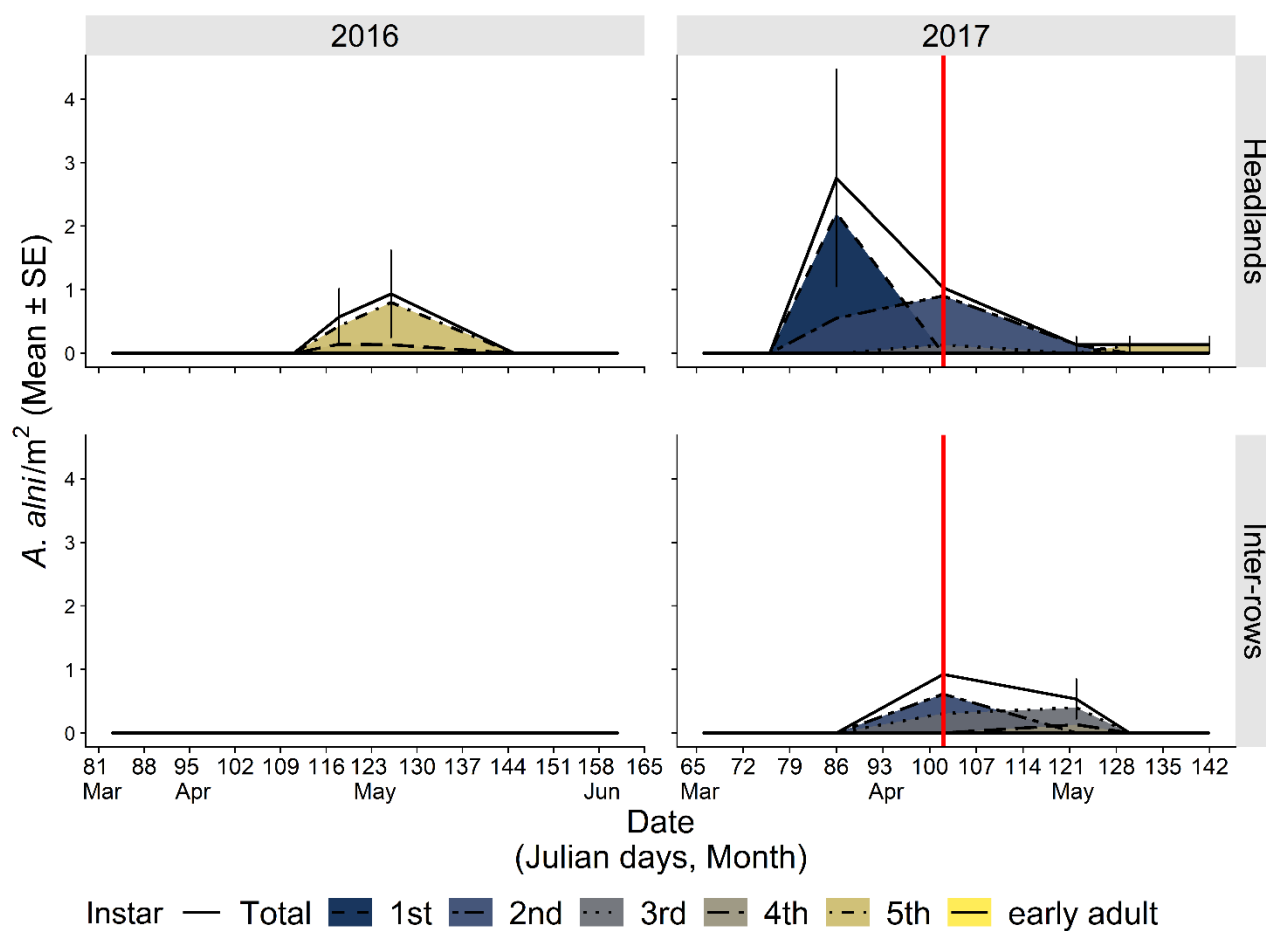 2016 2017
4
3
2
1
0
Headlands
4
3
2
1
0
Inter-rows
A. alni/m² (Mean ± SE)
81 88 95 102 109 116 123 130 137 144 151 158 165 65 72 79 86 93 100 107 114 121 128 135 142
Mar Apr May Jun Mar Apr May
Date
(Julian days, Month)
Instar Total 1st 2nd 3rd 4th 5th early adult